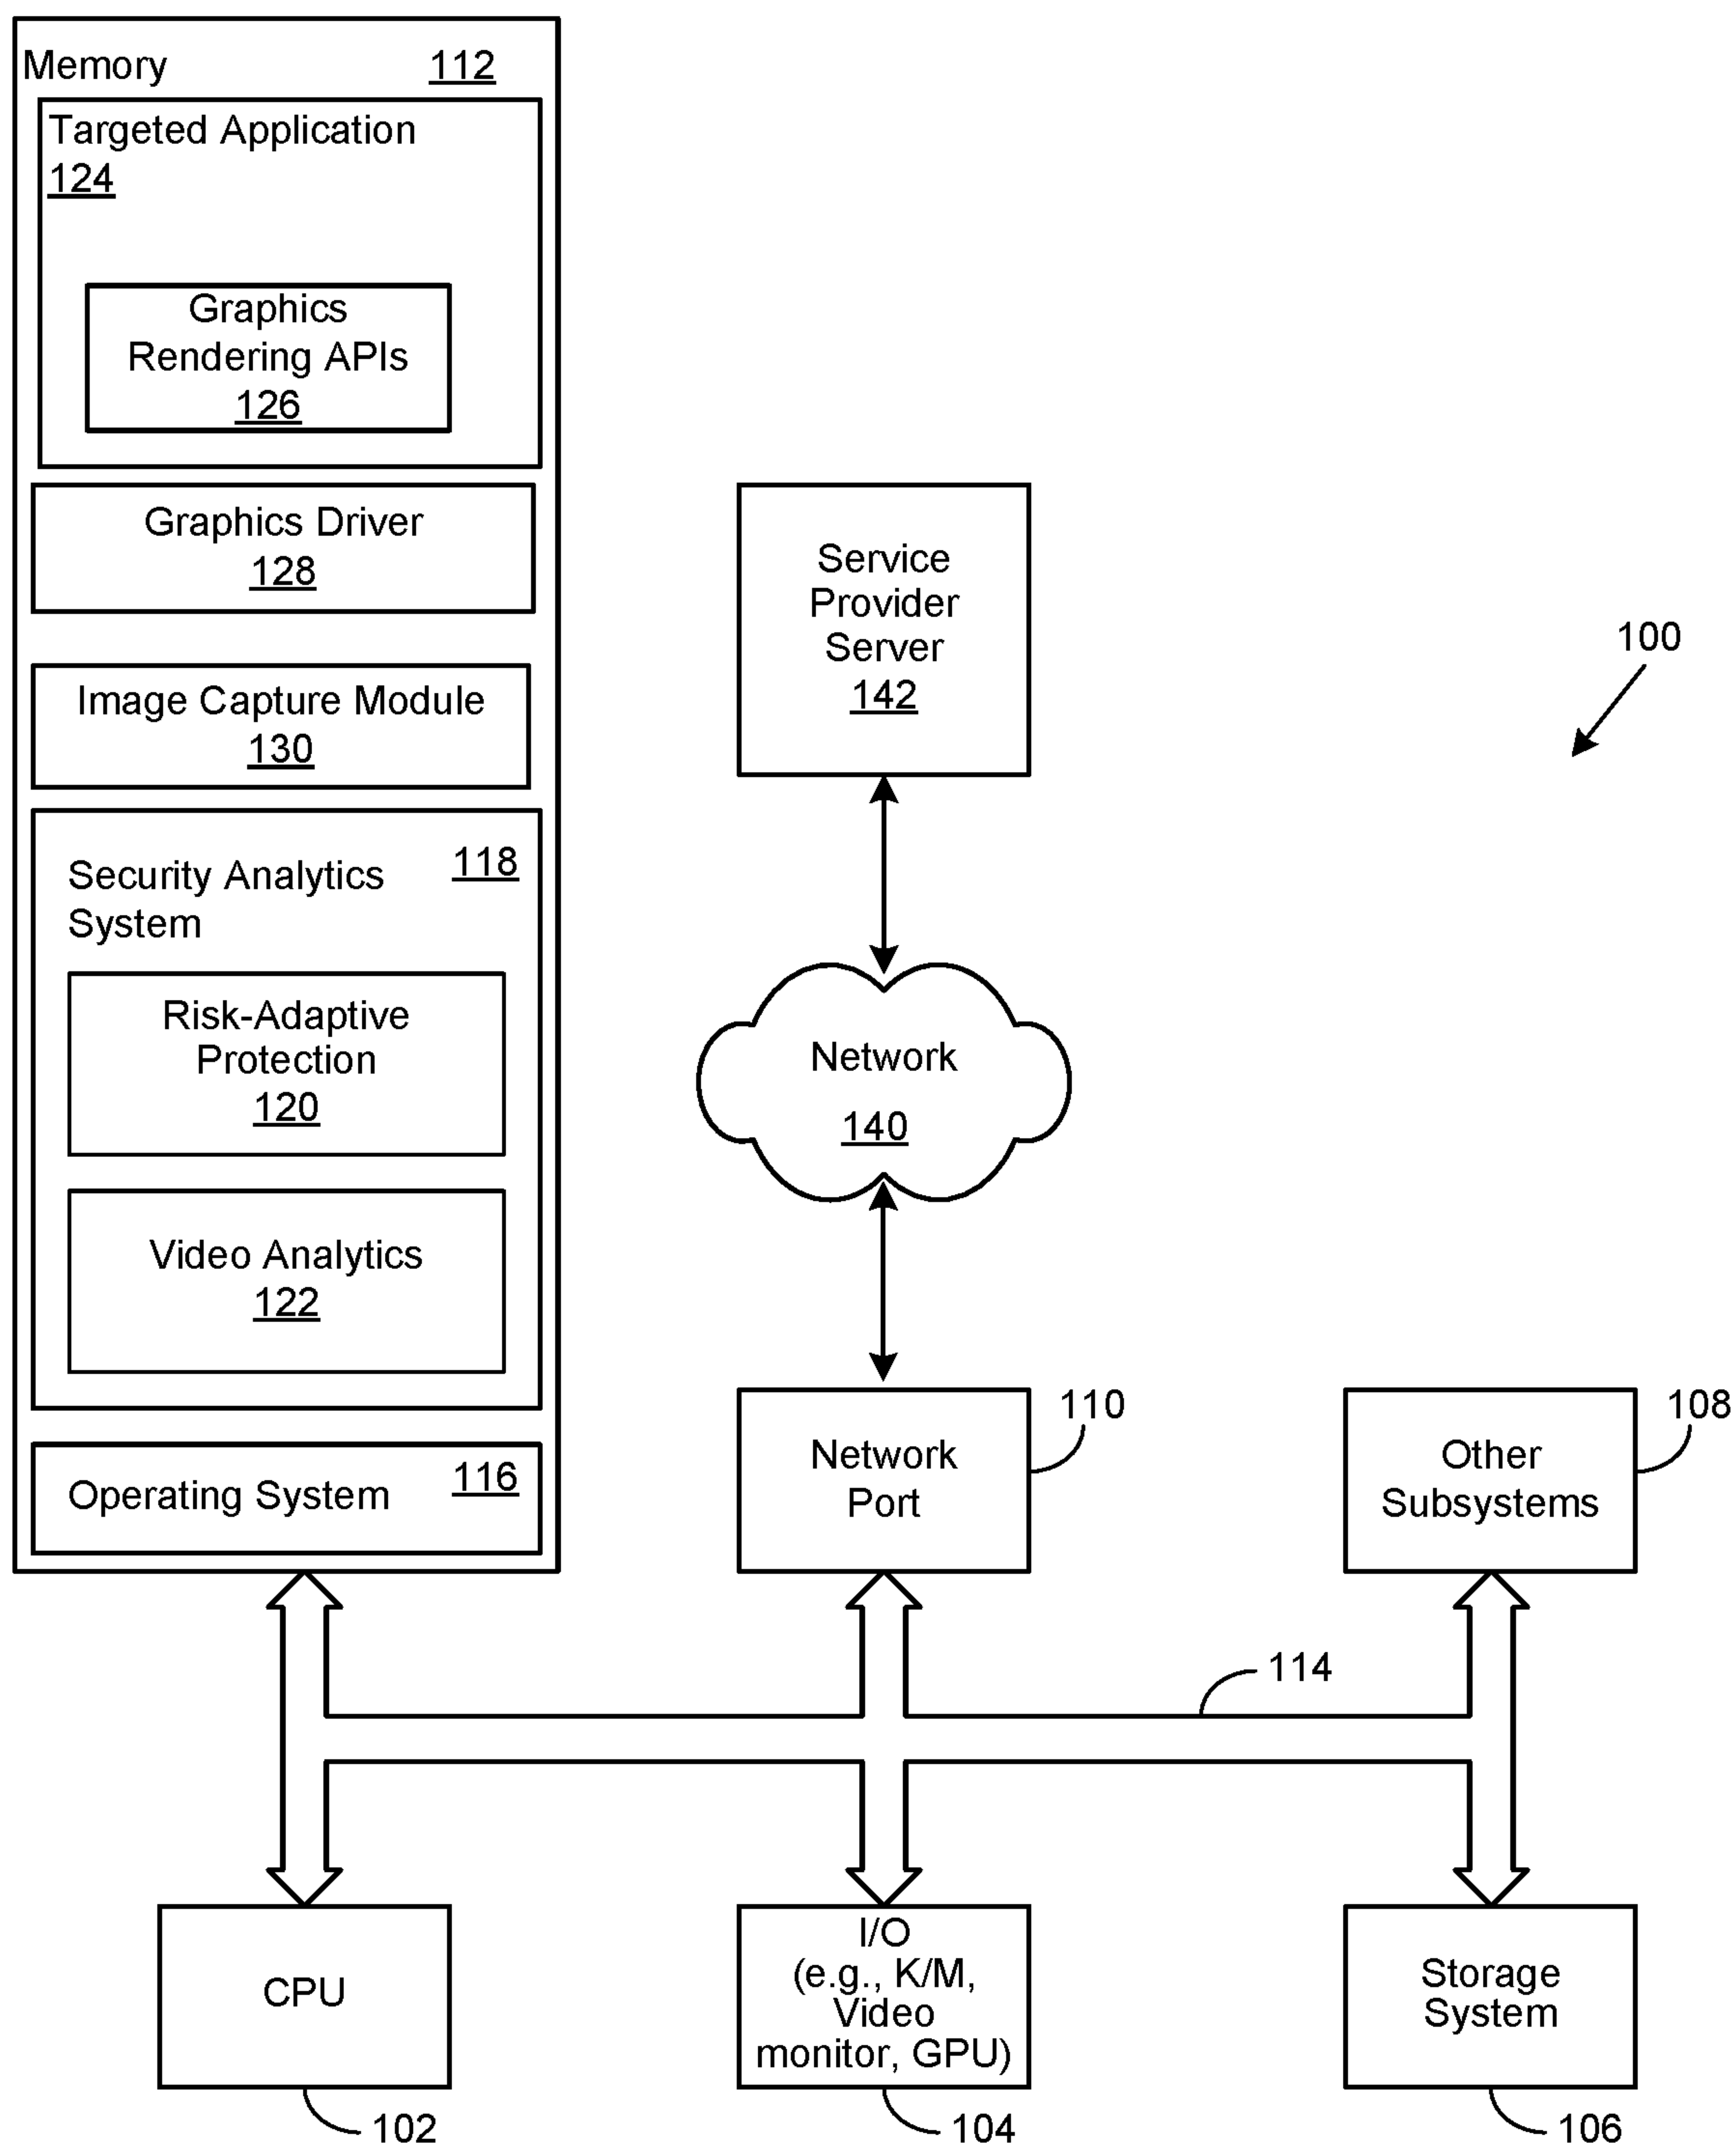 Memory 112
Targeted Application
124
Graphics
Rendering APIs
126
Graphics Driver
128
Image Capture Module
130
Security Analytics 118
System
Risk-Adaptive
Protection
120
Video Analytics
122
Operating System 116
Service
Provider
Server
142
100
Network
140
Network
Port
110
Other
Subsystems
108
114
CPU
102
I/O
(e.g., K/M,
Video
monitor, GPU)
104
Storage
System
106